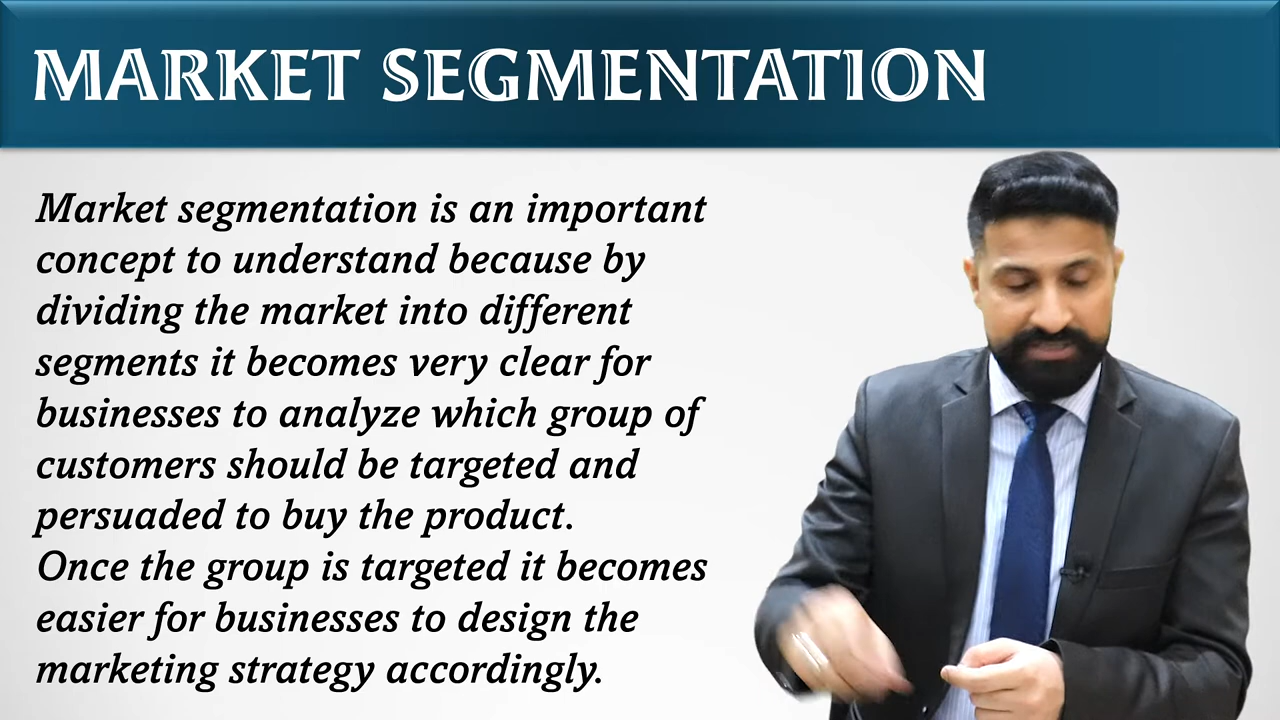 MARKET SEGMENTATION
Market segmentation is an important
concept to understand because by
dividing the market into different
segments it becomes very clear for
businesses to analyze which group of
customers should be targeted and
persuaded to buy the product.
Once the group is targeted it becomes
easier for businesses to design the
marketing strategy accordingly.